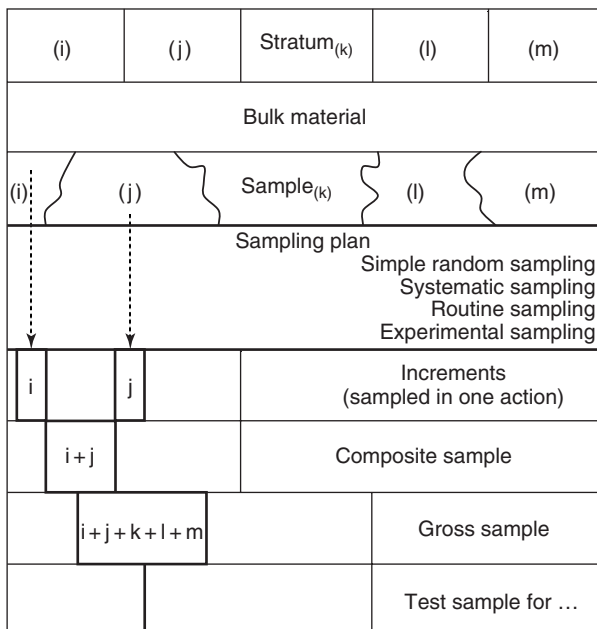 (i) (j) Stratum(k) (l) (m)
Bulk material
(i) (j) Sample(k) (l) (m)
Sampling plan
Simple random sampling
Systematic sampling
Routine sampling
Experimental sampling
i j Increments
(sampled in one action)
i + j Composite sample
i + j + k + l + m Gross sample
Test sample for ...